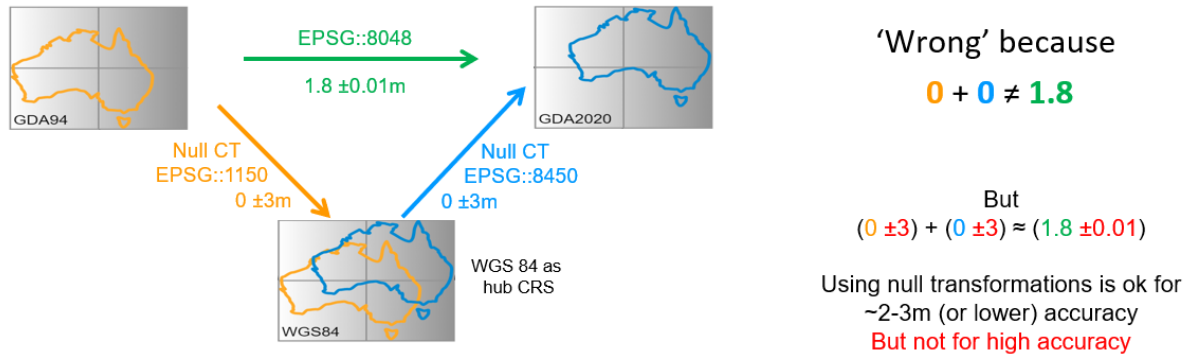 EPSG::8048
1.8 ±0.01m
GDA94
GDA2020
Null CT
EPSG::1150
0 ±3m
Null CT
EPSG::8450
0 ±3m
WGS84
WGS 84 as
hub CRS
‘Wrong’ because
0 + 0 ≠ 1.8
But
(0 ±3) + (0 ±3) ≈ (1.8 ±0.01)
Using null transformations is ok for
~2-3m (or lower) accuracy
But not for high accuracy